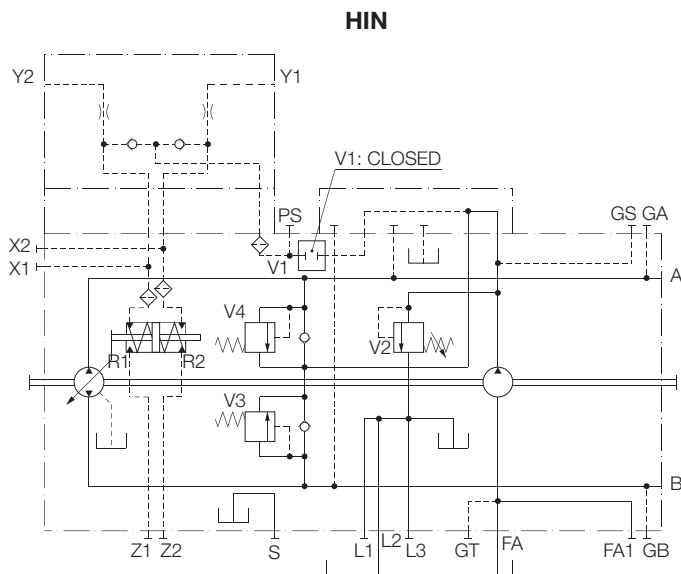 HIN
Y2
Y1
V1: CLOSED
PS
GS GA
X2
X1
V1
A
V4
V2
R1
R2
V3
B
Z1 Z2
S
L1
L2
L3
GT
FA
FA1 GB